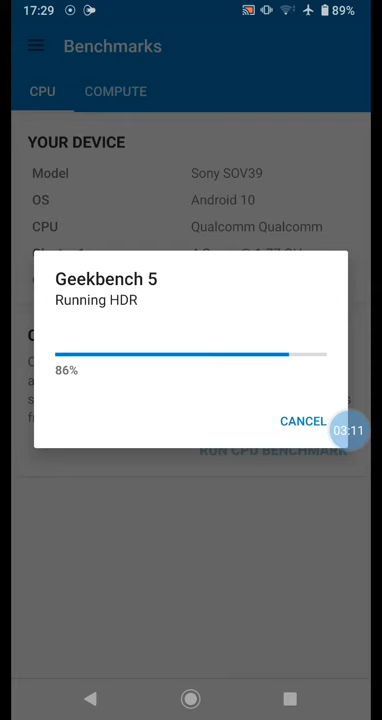 17:29
89%
Benchmarks
CPU
COMPUTE
YOUR DEVICE
Model
Sony SOV39
OS
Android 10
CPU
Qualcomm Qualcomm
Geekbench 5
Running HDR
86%
CANCEL
03:11
RUN CPU BENCHMARK